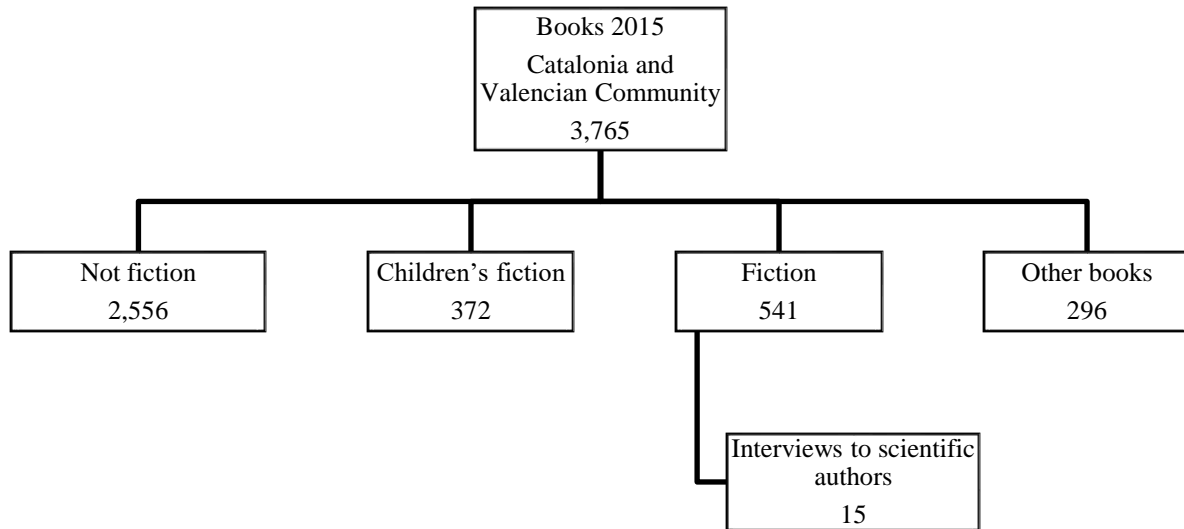 Books 2015
Catalonia and
Valencian Community
3,765
Not fiction
2,556
Children’s fiction
372
Fiction
541
Other books
296
Interviews to scientific
authors
15